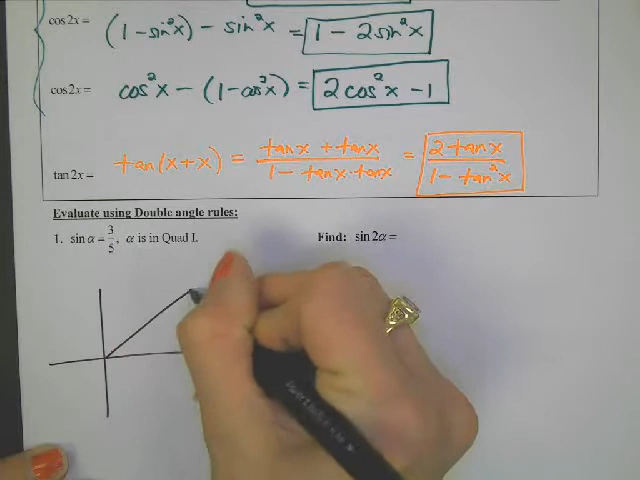 cos 2x = (1 - sin²x) - sin²x = 1 - 2sin²x
cos 2x = cos²x - (1 - cos²x) = 2cos²x - 1
tan 2x = tan(x+x) = (tan x + tan x)/(1 - tan x · tan x) = (2 tan x)/(1 - tan²x)
Evaluate using Double angle rules:
1. sin α = 3/5, α is in Quad I. Find: sin 2α =